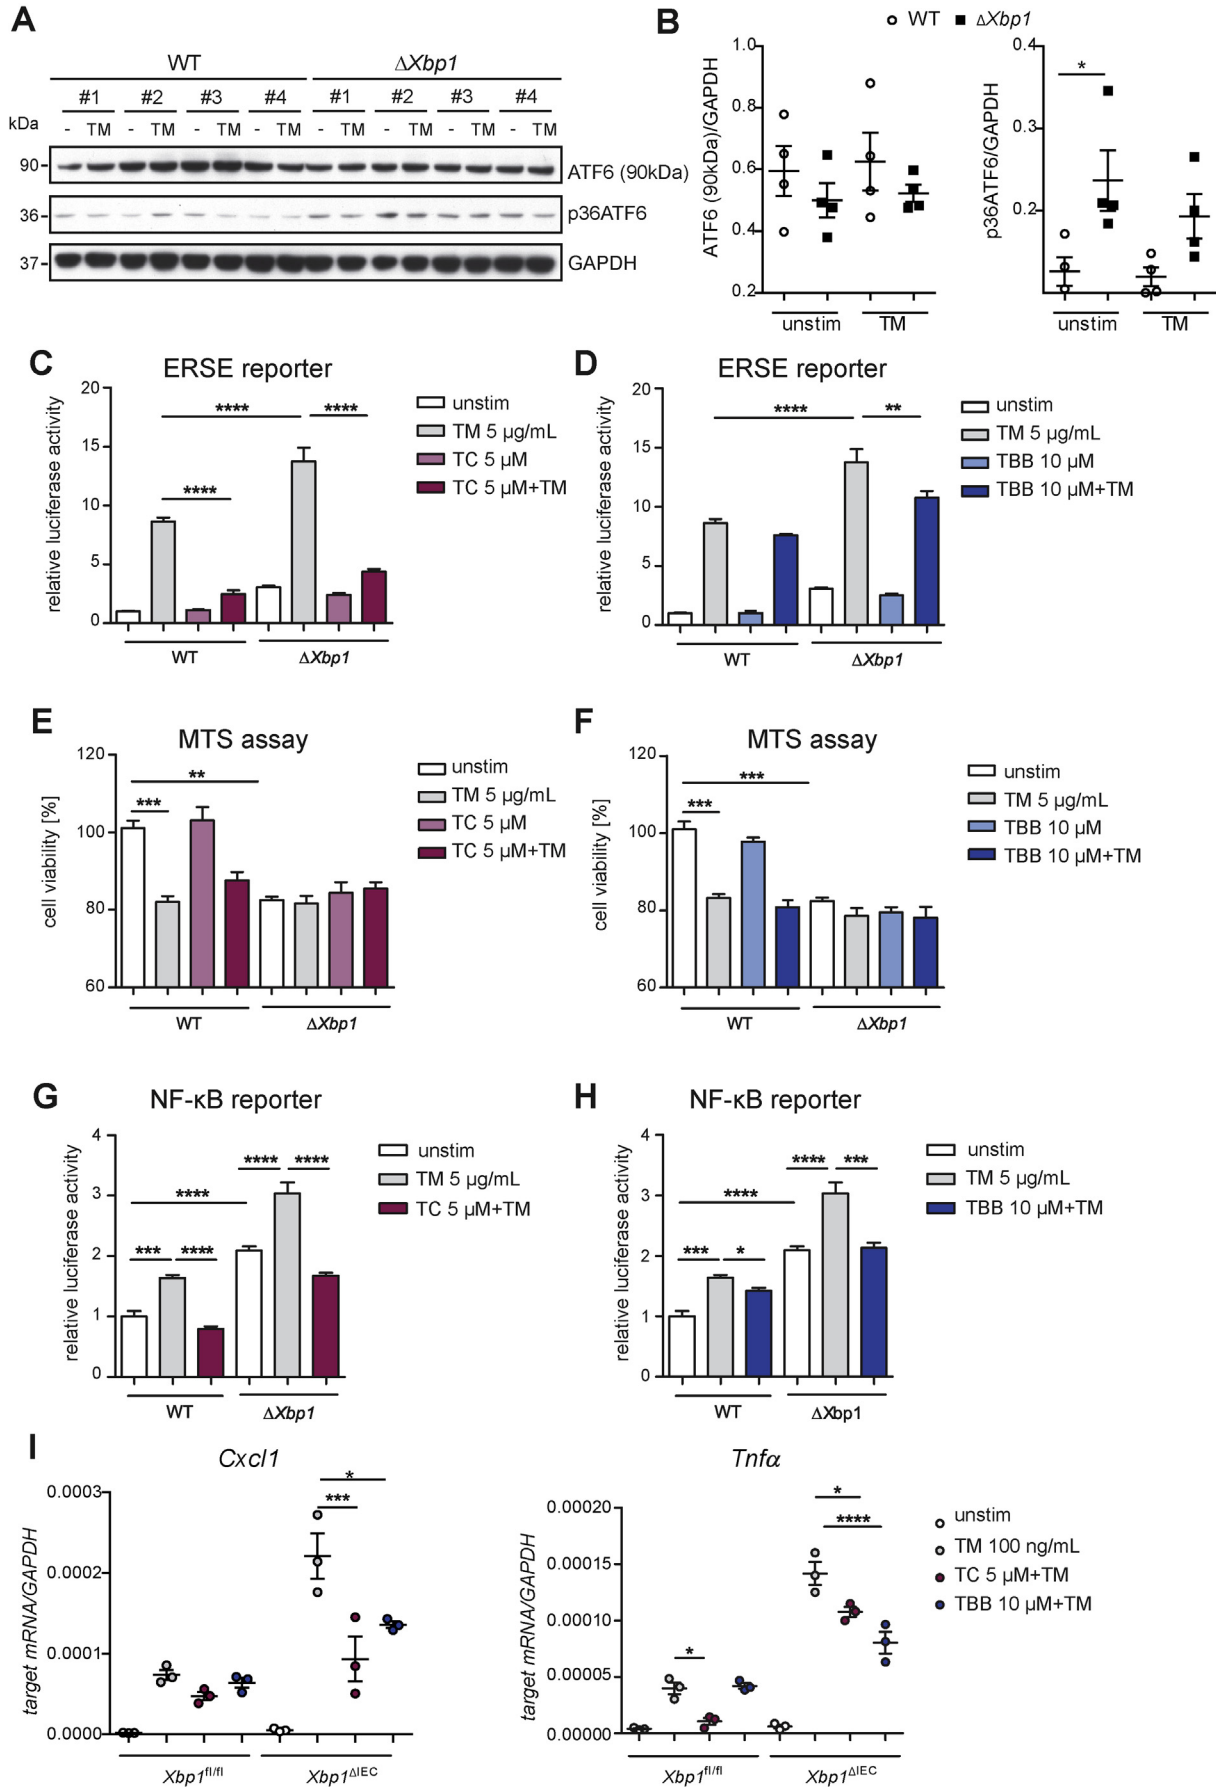 A
WT ΔXbp1
#1 #2 #3 #4 #1 #2 #3 #4
kDa - TM - TM - TM - TM - TM - TM - TM - TM
90 ATF6 (90kDa)
36 p36ATF6
37 GAPDH
B
WT ΔXbp1
ATF6 (90kDa)/GAPDH
1.0
0.8
0.6
0.4
0.2
unstim TM
p36ATF6/GAPDH
0.4
0.3
0.2
*
unstim TM
C
ERSE reporter
relative luciferase activity
20
15
10
5
0
**** ****
****
WT ΔXbp1
unstim
TM 5 µg/mL
TC 5 µM
TC 5 µM+TM
D
ERSE reporter
relative luciferase activity
20
15
10
5
0
**** **
WT ΔXbp1
unstim
TM 5 µg/mL
TBB 10 µM
TBB 10 µM+TM
E
MTS assay
cell viability [%]
120
100
80
60
**
***
WT ΔXbp1
unstim
TM 5 µg/mL
TC 5 µM
TC 5 µM+TM
F
MTS assay
cell viability [%]
120
100
80
60
***
***
WT ΔXbp1
unstim
TM 5 µg/mL
TBB 10 µM
TBB 10 µM+TM
G
NF-κB reporter
relative luciferase activity
4
3
2
1
0
**** ****
****
*** ****
WT ΔXbp1
unstim
TM 5 µg/mL
TC 5 µM+TM
H
NF-κB reporter
relative luciferase activity
4
3
2
1
0
**** ***
****
*** *
WT ΔXbp1
unstim
TM 5 µg/mL
TBB 10 µM+TM
I
Cxcl1
target mRNA/GAPDH
0.0003
0.0002
0.0001
0.0000
*
***
Xbp1fl/fl Xbp1ΔIEC
Tnfα
target mRNA/GAPDH
0.00020
0.00015
0.00010
0.00005
0.00000
*
****
*
Xbp1fl/fl Xbp1ΔIEC
unstim
TM 100 ng/mL
TC 5 µM+TM
TBB 10 µM+TM